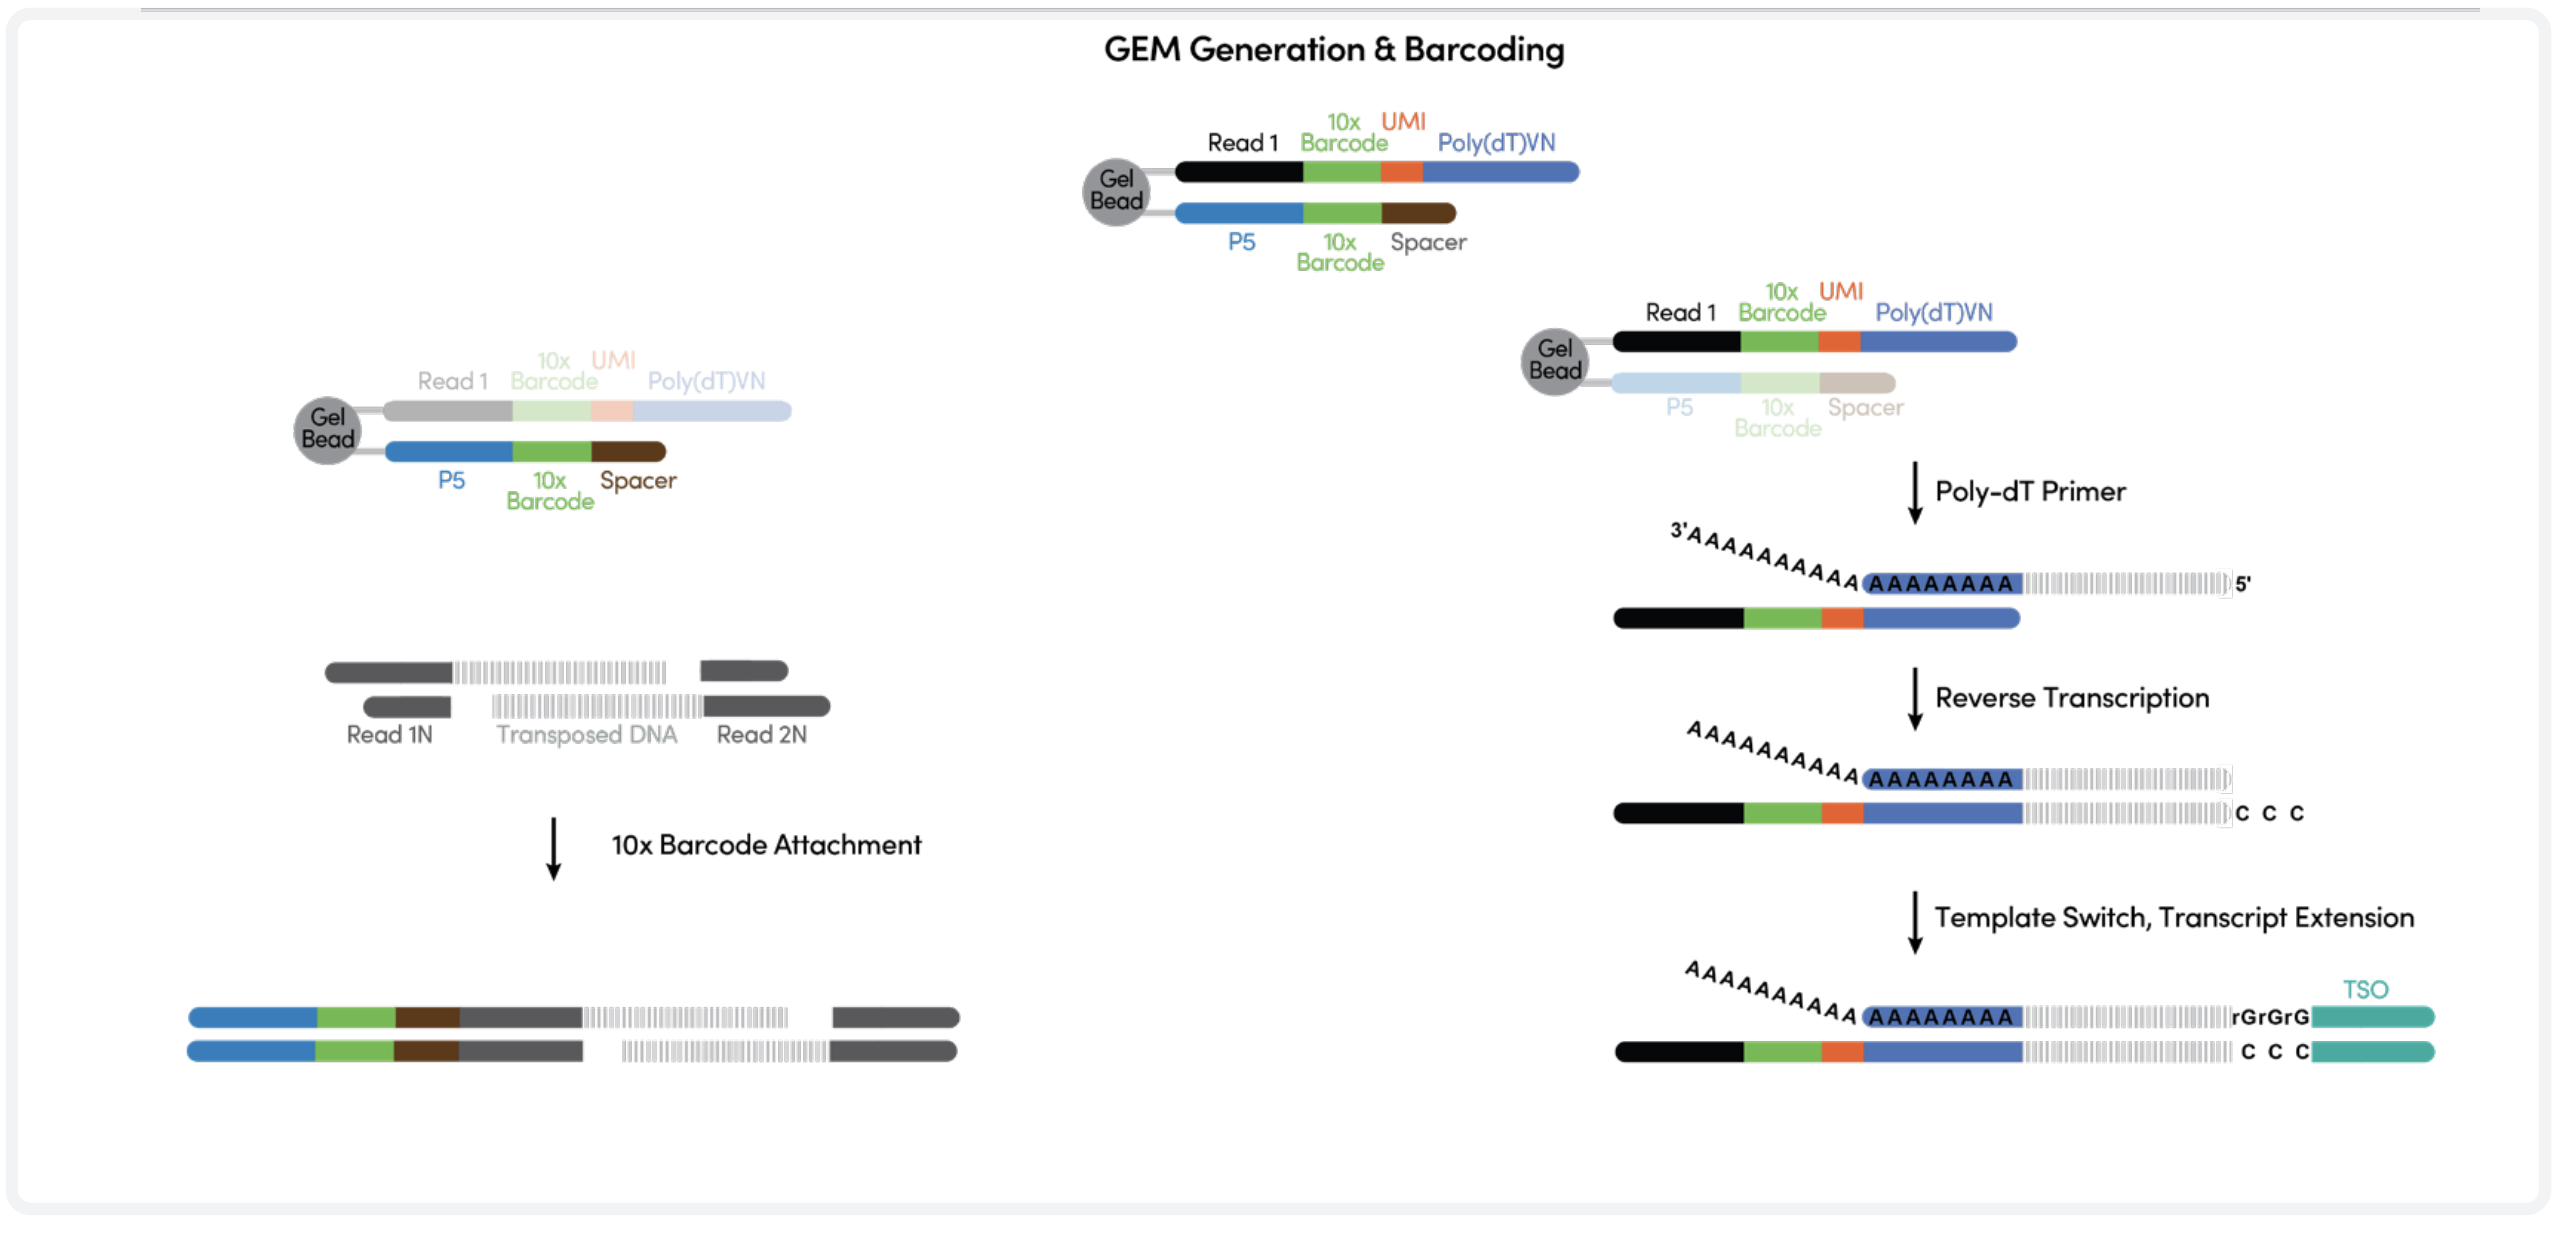 GEM Generation & Barcoding
10x UMI
Read 1 Barcode Poly(dT)VN
Gel
Bead
P5 10x Spacer
Barcode
10x UMI
Read 1 Barcode Poly(dT)VN
Gel
Bead
P5 10x Spacer
Barcode
Poly-dT Primer
3'AAAAAAAAAA AAAAAAAA 5'
Reverse Transcription
AAAAAAAAAA AAAAAAAA
C C C
Template Switch, Transcript Extension
TSO
AAAAAAAAAA AAAAAAAA rGrGrG
C C C
10x UMI
Read 1 Barcode Poly(dT)VN
Gel
Bead
P5 10x Spacer
Barcode
Read 1N Transposed DNA Read 2N
10x Barcode Attachment